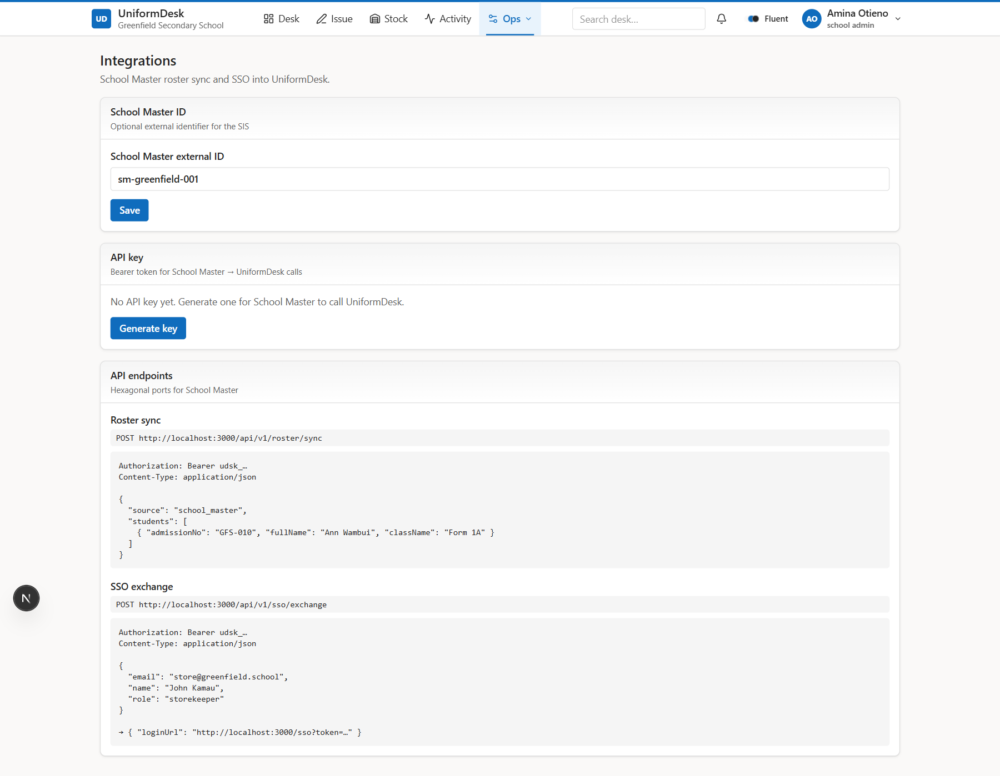 UD
UniformDesk
Greenfield Secondary School
Desk
Issue
Stock
Activity
Ops
Search desk...
Fluent
AO
Amina Otieno
school admin
Integrations
School Master roster sync and SSO into UniformDesk.
School Master ID
Optional external identifier for the SIS
School Master external ID
sm-greenfield-001
Save
API key
Bearer token for School Master → UniformDesk calls
No API key yet. Generate one for School Master to call UniformDesk.
Generate key
API endpoints
Hexagonal ports for School Master
Roster sync
POST http://localhost:3000/api/v1/roster/sync
Authorization: Bearer udsk_…
Content-Type: application/json
{
  "source": "school_master",
  "students": [
    { "admissionNo": "GFS-010", "fullName": "Ann Wambui", "className": "Form 1A" }
  ]
}
SSO exchange
POST http://localhost:3000/api/v1/sso/exchange
Authorization: Bearer udsk_…
Content-Type: application/json
{
  "email": "store@greenfield.school",
  "name": "John Kamau",
  "role": "storekeeper"
}
→ { "loginUrl": "http://localhost:3000/sso?token=…" }
N